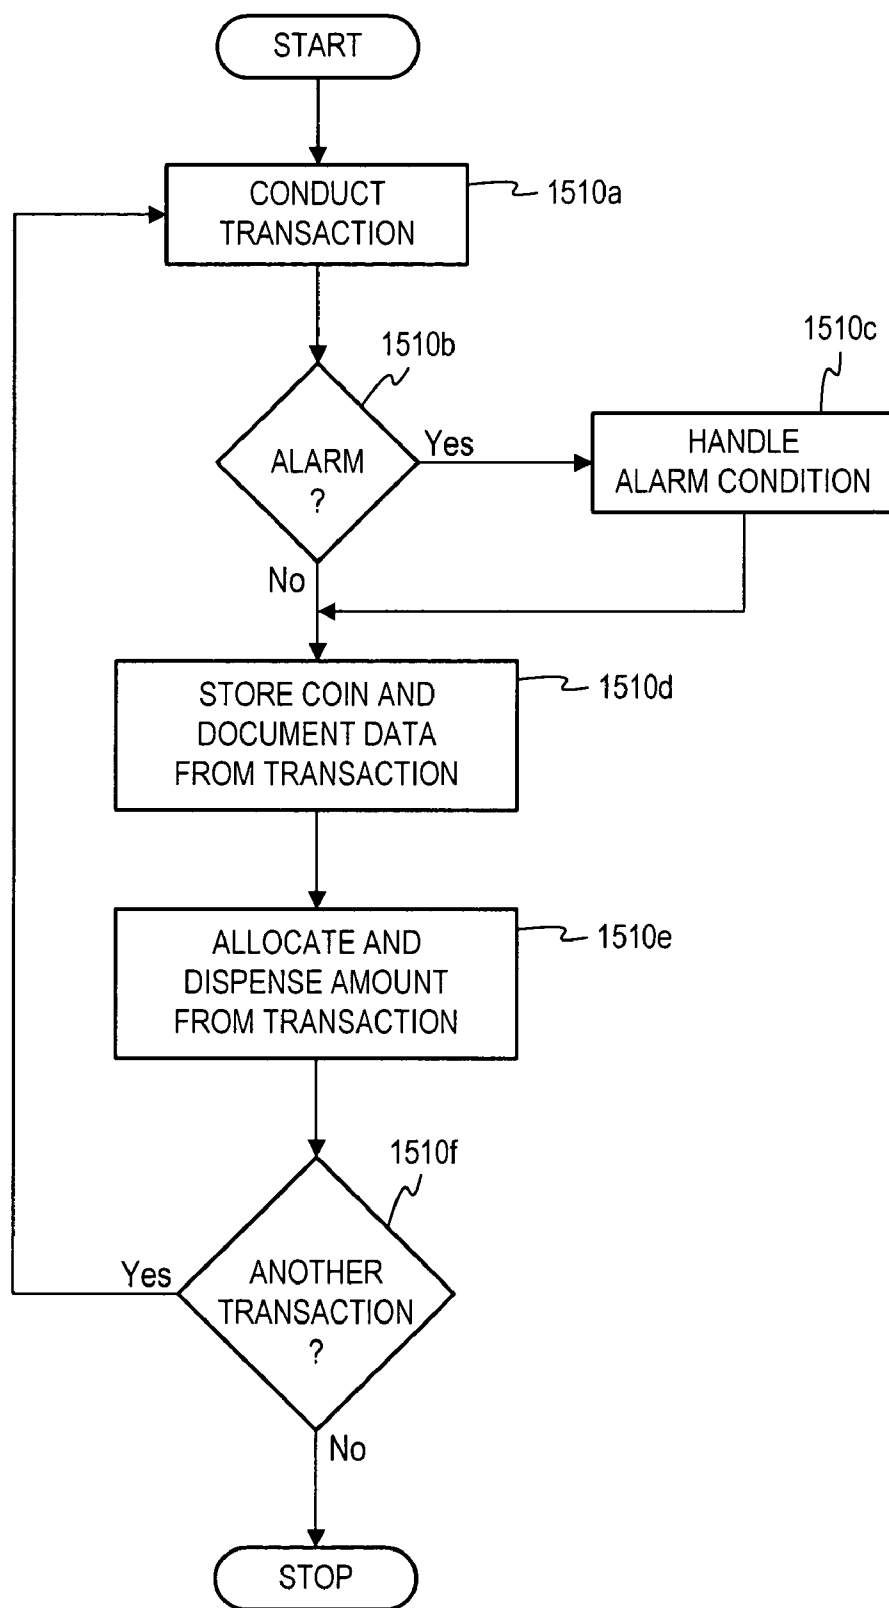 START
CONDUCT
TRANSACTION
1510a
1510b
ALARM
?
Yes
1510c
HANDLE
ALARM CONDITION
No
STORE COIN AND
DOCUMENT DATA
FROM TRANSACTION
1510d
ALLOCATE AND
DISPENSE AMOUNT
FROM TRANSACTION
1510e
1510f
Yes
ANOTHER
TRANSACTION
?
No
STOP